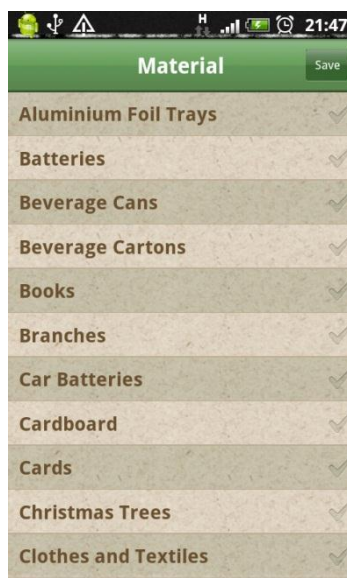 H 21:47
Material Save
Aluminium Foil Trays
Batteries
Beverage Cans
Beverage Cartons
Books
Branches
Car Batteries
Cardboard
Cards
Christmas Trees
Clothes and Textiles